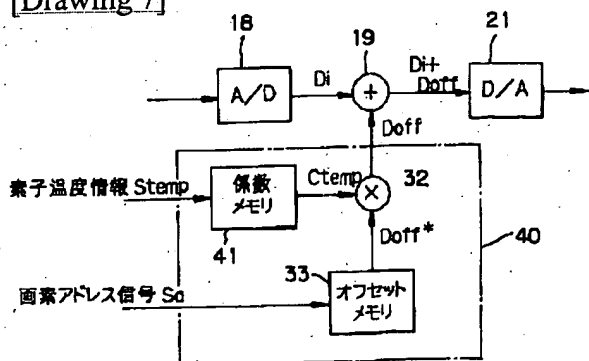 [Drawing 7]
18
19
21
A/D
Di
+
Di+
Doff
D/A
Doff
素子温度情報 Stemp
係数
メモリ
Ctemp
×
32
41
Doff*
40
33
画素アドレス信号 Sa
オフセット
メモリ